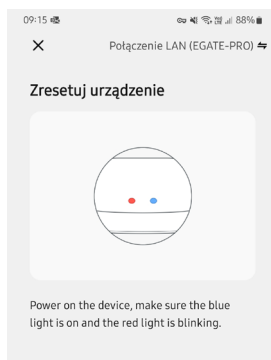 09:15 88%
Połączenie LAN (EGATE-PRO)
Zresetuj urządzenie
Power on the device, make sure the blue
light is on and the red light is blinking.